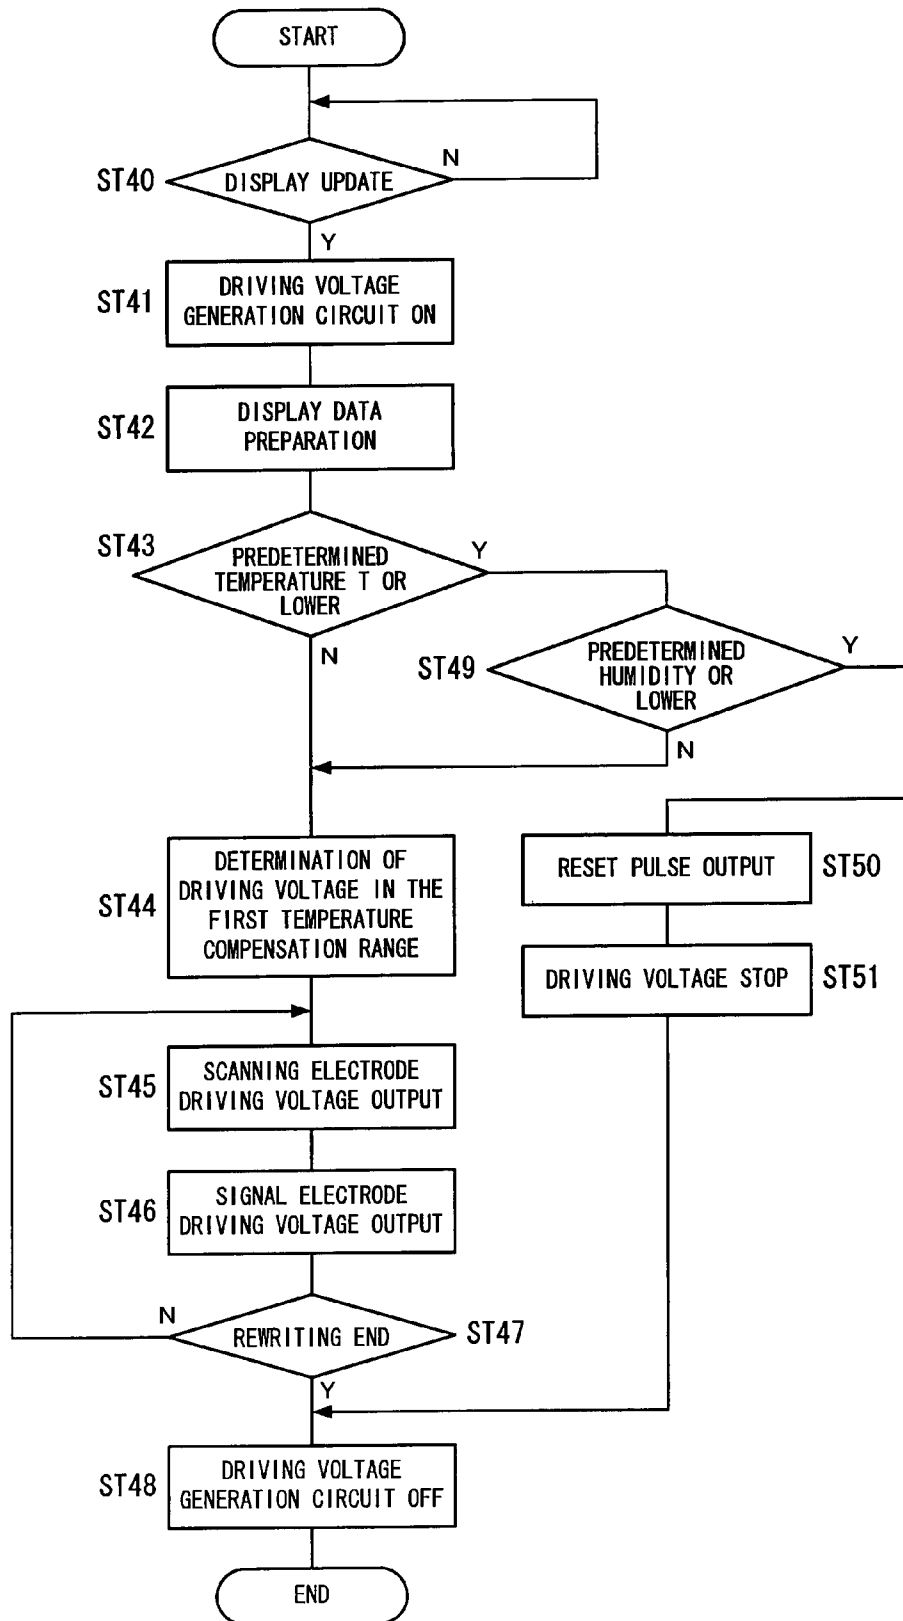 START
N
ST40
DISPLAY UPDATE
Y
ST41
DRIVING VOLTAGE
GENERATION CIRCUIT ON
ST42
DISPLAY DATA
PREPARATION
ST43
PREDETERMINED
TEMPERATURE T OR
LOWER
Y
N
ST49
PREDETERMINED
HUMIDITY OR
LOWER
Y
N
ST44
DETERMINATION OF
DRIVING VOLTAGE IN THE
FIRST TEMPERATURE
COMPENSATION RANGE
RESET PULSE OUTPUT
ST50
DRIVING VOLTAGE STOP
ST51
ST45
SCANNING ELECTRODE
DRIVING VOLTAGE OUTPUT
ST46
SIGNAL ELECTRODE
DRIVING VOLTAGE OUTPUT
N
REWRITING END
ST47
Y
ST48
DRIVING VOLTAGE
GENERATION CIRCUIT OFF
END